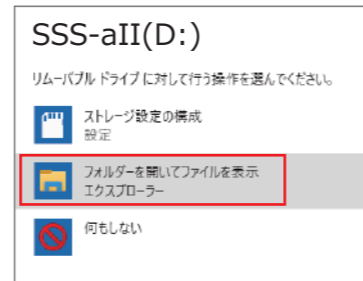 SSS-aII(D:)
リムーバブル ドライブ に対して行う操作を選んでください。
ストレージ設定の構成
設定
フォルダーを開いてファイルを表示
エクスプローラー
何もしない